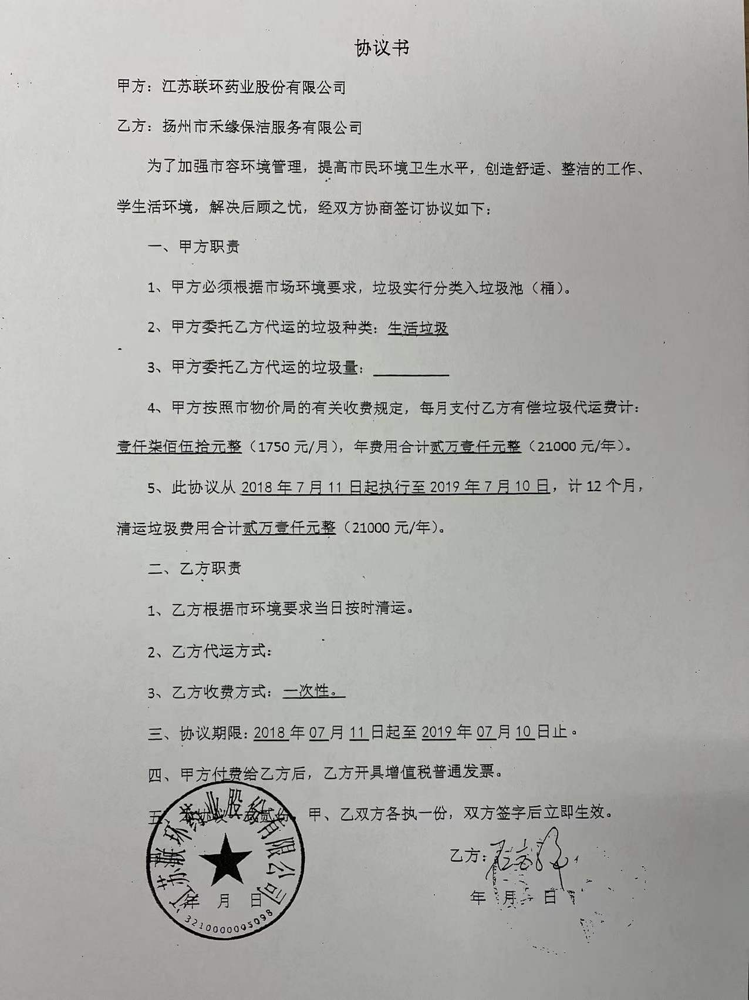 协议书
甲方：江苏联环药业股份有限公司
乙方：扬州市禾缘保洁服务有限公司
为了加强市容环境管理，提高市民环境卫生水平，创造舒适、整洁的工作、
学生活环境，解决后顾之忧，经双方协商签订协议如下：
一、甲方职责
1、甲方必须根据市场环境要求，垃圾实行分类入垃圾池（桶）。
2、甲方委托乙方代运的垃圾种类：生活垃圾
3、甲方委托乙方代运的垃圾量：
4、甲方按照市物价局的有关收费规定，每月支付乙方有偿垃圾代运费计：
壹仟柒佰伍拾元整（1750 元/月），年费用合计贰万壹仟元整（21000 元/年）。
5、此协议从 2018 年 7 月 11 日起执行至 2019 年 7 月 10 日，计 12 个月，
清运垃圾费用合计贰万壹仟元整（21000 元/年）。
二、乙方职责
1、乙方根据市环境要求当日按时清运。
2、乙方代运方式：
3、乙方收费方式：一次性。
三、协议期限：2018 年 07 月 11 日起至 2019 年 07 月 10 日止。
四、甲方付费给乙方后，乙方开具增值税普通发票。
五、本协议一式贰份，甲、乙双方各执一份，双方签字后立即生效。
江苏联环药业股份有限公司
乙方：
年 月 日
年 月 日
3210000005098